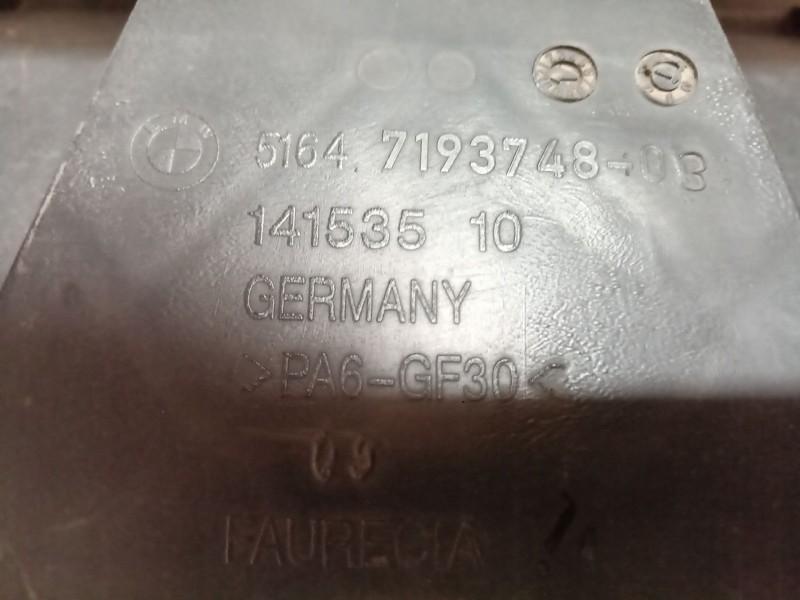 5164 7193748-03
141535 10
GERMANY
>PA6-GF30<
09
FAURECIA